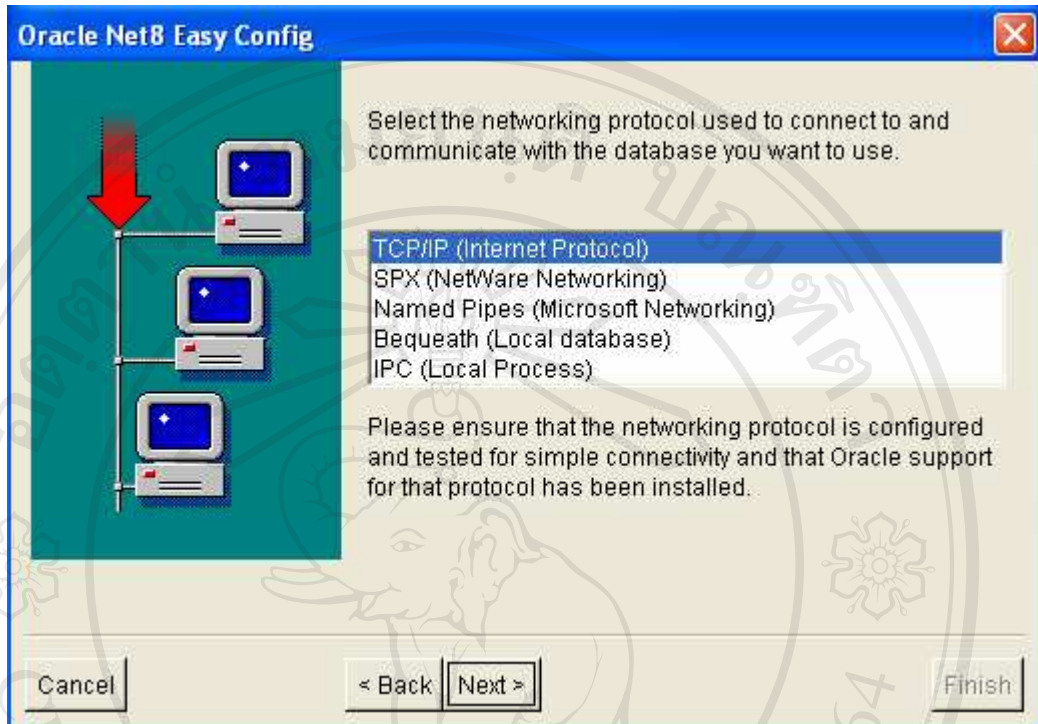 Oracle Net8 Easy Config
Select the networking protocol used to connect to and
communicate with the database you want to use.
TCP/IP (Internet Protocol)
SPX (NetWare Networking)
Named Pipes (Microsoft Networking)
Bequeath (Local database)
IPC (Local Process)
Please ensure that the networking protocol is configured
and tested for simple connectivity and that Oracle support
for that protocol has been installed.
Cancel
< Back
Next >
Finish